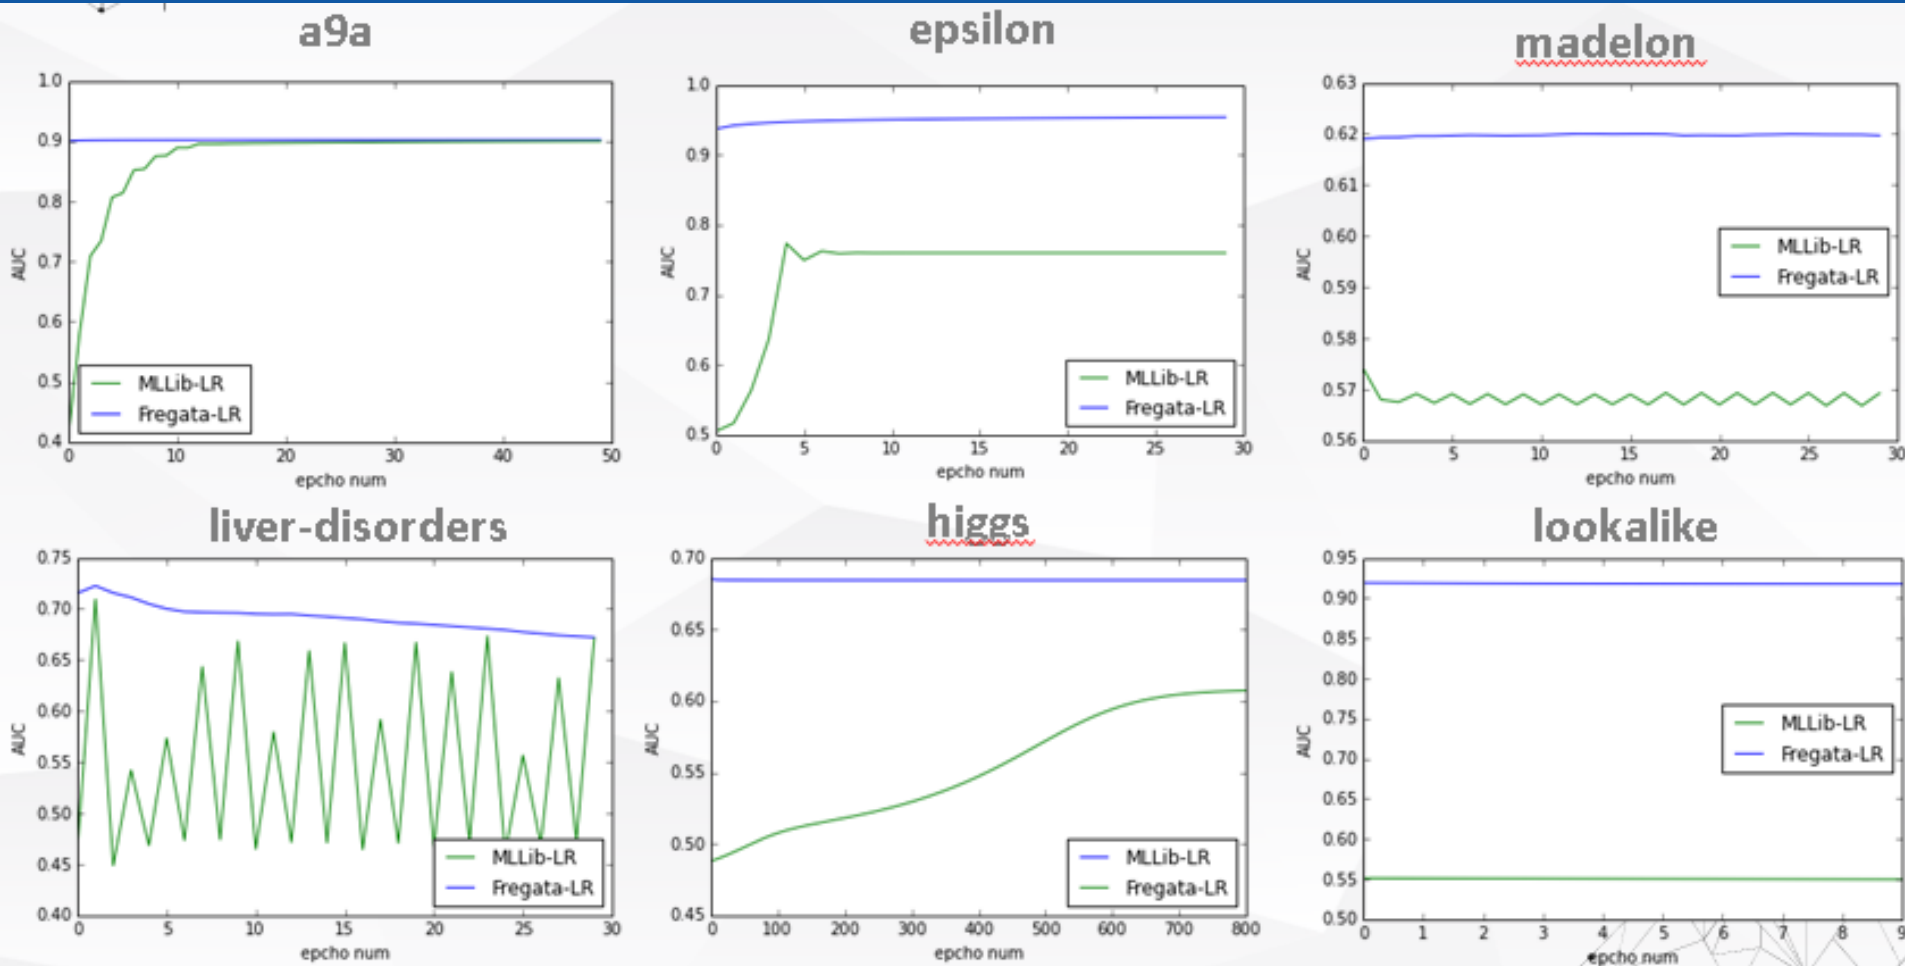 a9a
1.0
0.9
0.8
0.7
0.6
0.5
0.4
AUC
MLLib-LR
Fregata-LR
0 10 20 30 40 50
epcho num
epsilon
1.0
0.9
0.8
0.7
0.6
0.5
AUC
MLLib-LR
Fregata-LR
0 5 10 15 20 25 30
epcho num
madelon
0.63
0.62
0.61
0.60
0.59
0.58
0.57
0.56
AUC
MLLib-LR
Fregata-LR
0 5 10 15 20 25 30
epcho num
liver-disorders
0.75
0.70
0.65
0.60
0.55
0.50
0.45
0.40
AUC
MLLib-LR
Fregata-LR
0 5 10 15 20 25 30
epcho num
higgs
0.70
0.65
0.60
0.55
0.50
0.45
AUC
MLLib-LR
Fregata-LR
0 100 200 300 400 500 600 700 800
epcho num
lookalike
0.95
0.90
0.85
0.80
0.75
0.70
0.65
0.60
0.55
0.50
AUC
MLLib-LR
Fregata-LR
0 1 2 3 4 5 6 7 8 9
epcho num